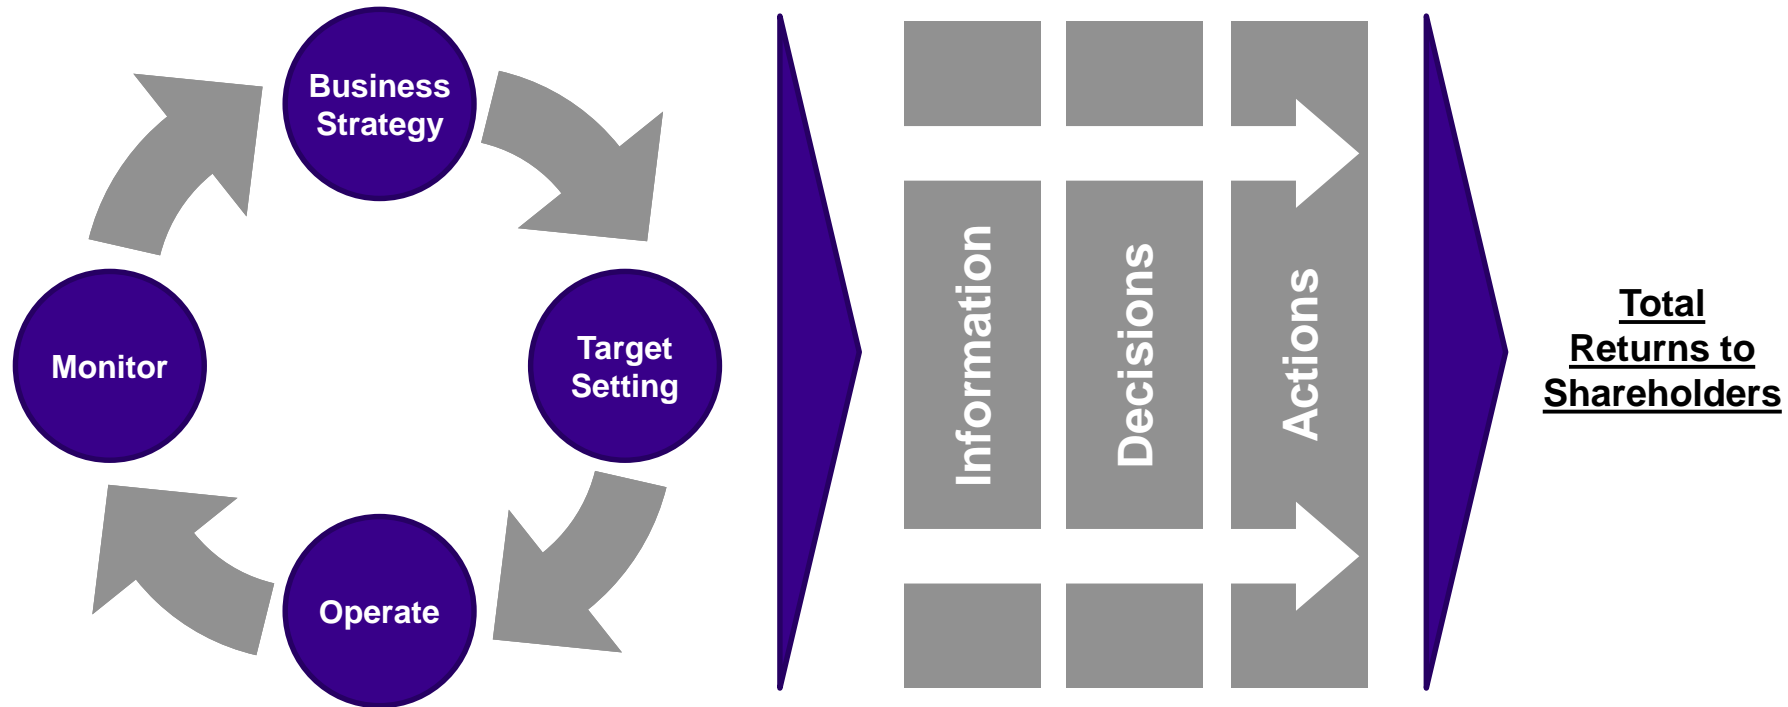 Business
Strategy
Target
Setting
Operate
Monitor
Information
Decisions
Actions
Total
Returns to
Shareholders